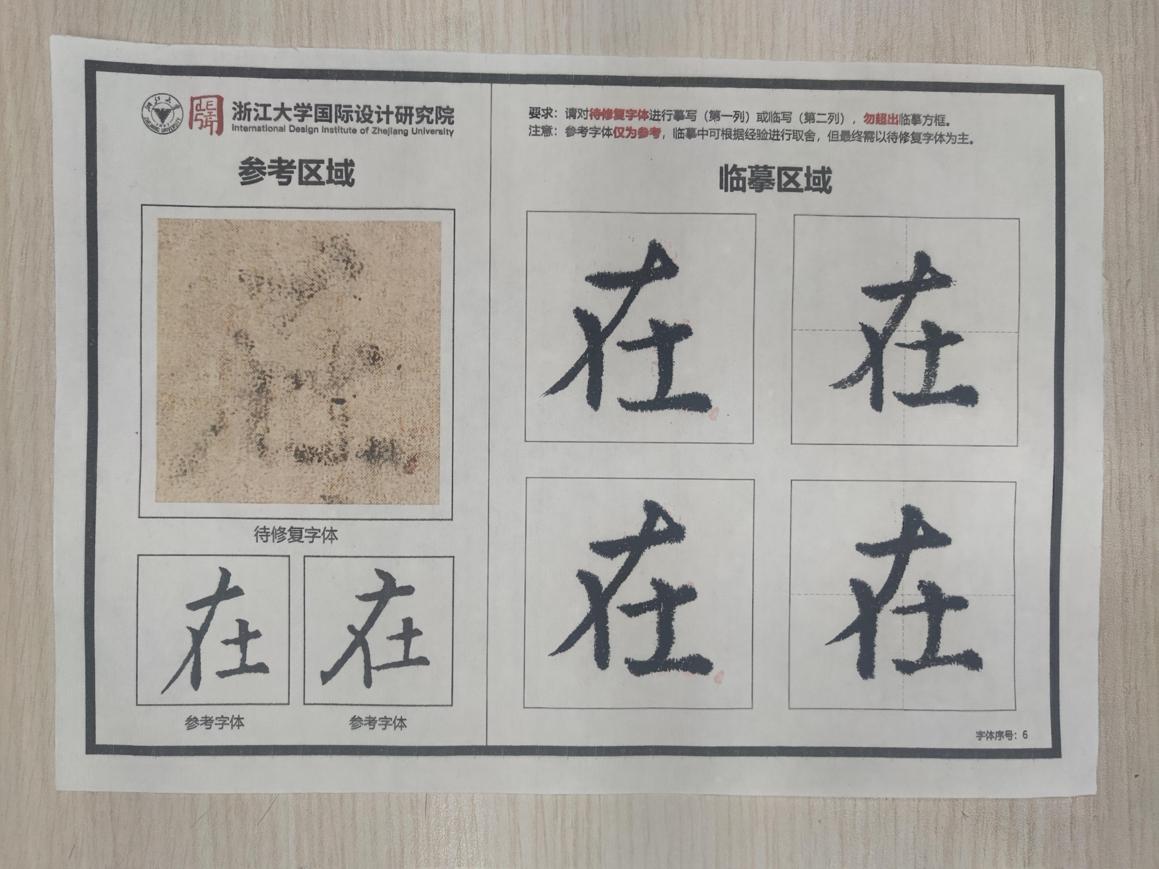 浙江大学国际设计研究院
International Design Institute of Zhejiang University
参考区域
待修复字体
在
在
参考字体
参考字体
要求：请对待修复字体进行摹写（第一列）或临写（第二列），勿超出临摹方框。
注意：参考字体仅为参考，临摹中可根据经验进行取舍，但最终需以待修复字体为主。
临摹区域
在
在
在
在
字体序号：6